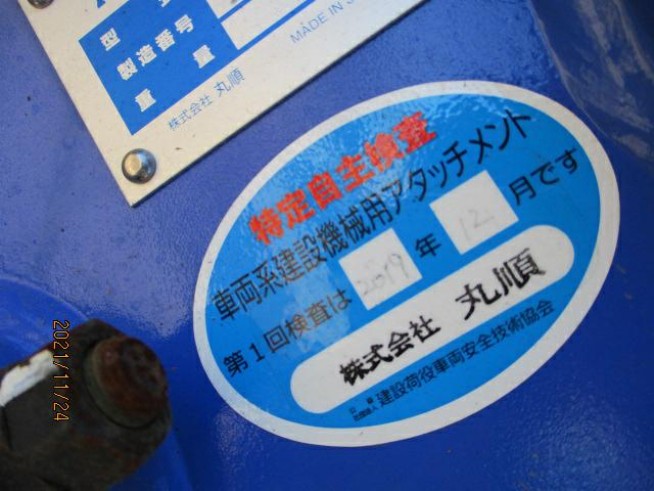 型
製造番号
重量
株式会社 丸順
MADE IN
特定自主検査
車両系建設機械用アタッチメント
第1回検査は 2019 年 12 月です
株式会社 丸順
建設荷役車両安全技術協会
2021/11/24